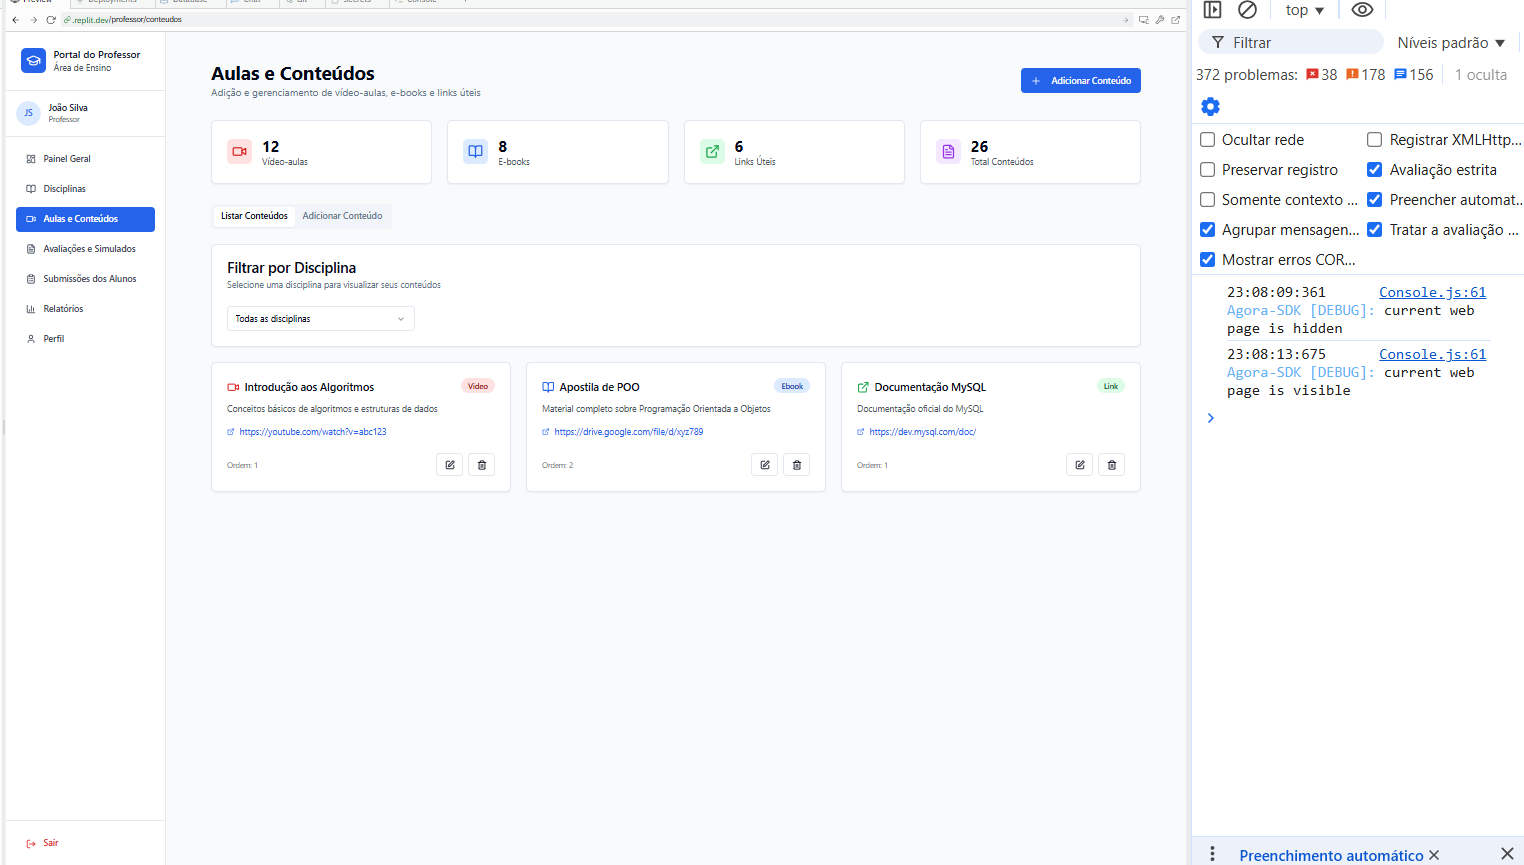 .replit.dev/professor/conteudos
Portal do Professor
Área de Ensino
JS
João Silva
Professor
Painel Geral
Disciplinas
Aulas e Conteúdos
Avaliações e Simulados
Submissões dos Alunos
Relatórios
Perfil
Sair
Aulas e Conteúdos
Adição e gerenciamento de vídeo-aulas, e-books e links úteis
Adicionar Conteúdo
12
Vídeo-aulas
8
E-books
6
Links Úteis
26
Total Conteúdos
Listar Conteúdos Adicionar Conteúdo
Filtrar por Disciplina
Selecione uma disciplina para visualizar seus conteúdos
Todas as disciplinas
Introdução aos Algoritmos Video
Conceitos básicos de algoritmos e estruturas de dados
https://youtube.com/watch?v=abc123
Ordem: 1
Apostila de POO Ebook
Material completo sobre Programação Orientada a Objetos
https://drive.google.com/file/d/xyz789
Ordem: 2
Documentação MySQL Link
Documentação oficial do MySQL
https://dev.mysql.com/doc/
Ordem: 1
top
Filtrar Níveis padrão
372 problemas: 38 178 156 1 oculta
Ocultar rede Registrar XMLHttp...
Preservar registro Avaliação estrita
Somente contexto ... Preencher automat...
Agrupar mensagen... Tratar a avaliação ...
Mostrar erros COR...
23:08:09:361 Console.js:61
Agora-SDK [DEBUG]: current web
page is hidden
23:08:13:675 Console.js:61
Agora-SDK [DEBUG]: current web
page is visible
Preenchimento automático